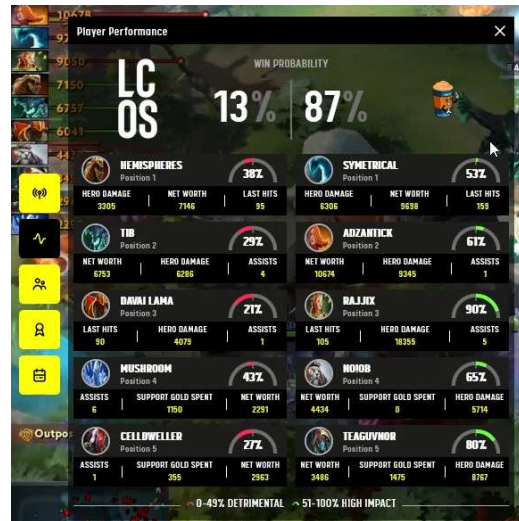 10678
Player Performance
9050
7150
6757
6041
LC
OS
WIN PROBABILITY
13% 87%
HEMISPHERES
Position 1
38%
HERO DAMAGE NET WORTH LAST HITS
3305 7146 95
SYMETRICAL
Position 1
53%
HERO DAMAGE NET WORTH LAST HITS
6306 9698 159
TIB
Position 2
29%
NET WORTH HERO DAMAGE ASSISTS
6753 6286 4
ADZANTICK
Position 2
61%
NET WORTH HERO DAMAGE ASSISTS
10674 9345 1
DAVAI LAMA
Position 3
21%
LAST HITS HERO DAMAGE ASSISTS
90 4079 1
RAJJIX
Position 3
90%
LAST HITS HERO DAMAGE ASSISTS
105 18355 5
MUSHROOM
Position 4
43%
ASSISTS SUPPORT GOLD SPENT NET WORTH
6 1150 2291
NOIOB
Position 4
65%
NET WORTH SUPPORT GOLD SPENT HERO DAMAGE
4434 0 5714
Outpos
CELLDWELLER
Position 5
27%
ASSISTS SUPPORT GOLD SPENT NET WORTH
1 355 2963
TEAGUVNOR
Position 5
80%
NET WORTH SUPPORT GOLD SPENT HERO DAMAGE
3486 1475 8767
0-49% DETRIMENTAL 51-100% HIGH IMPACT